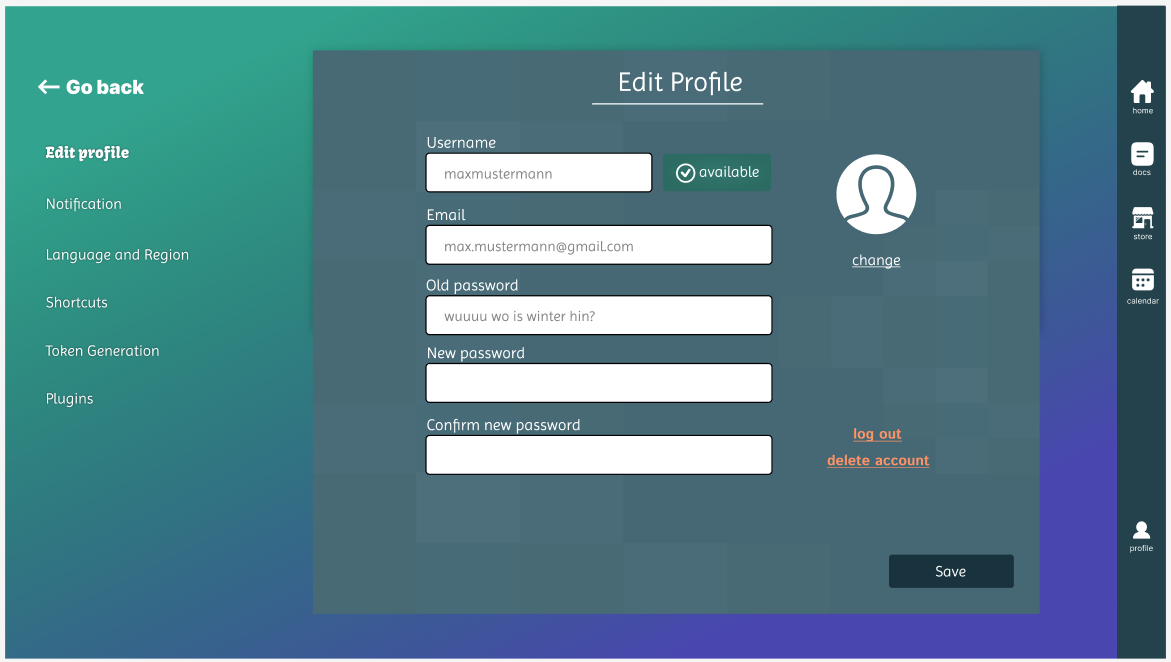 Go back
Edit profile
Notification
Language and Region
Shortcuts
Token Generation
Plugins
Edit Profile
Username
maxmustermann
available
Email
max.mustermann@gmail.com
Old password
wuuuu wo is winter hin?
New password
Confirm new password
change
log out
delete account
Save
home
docs
store
calendar
profile